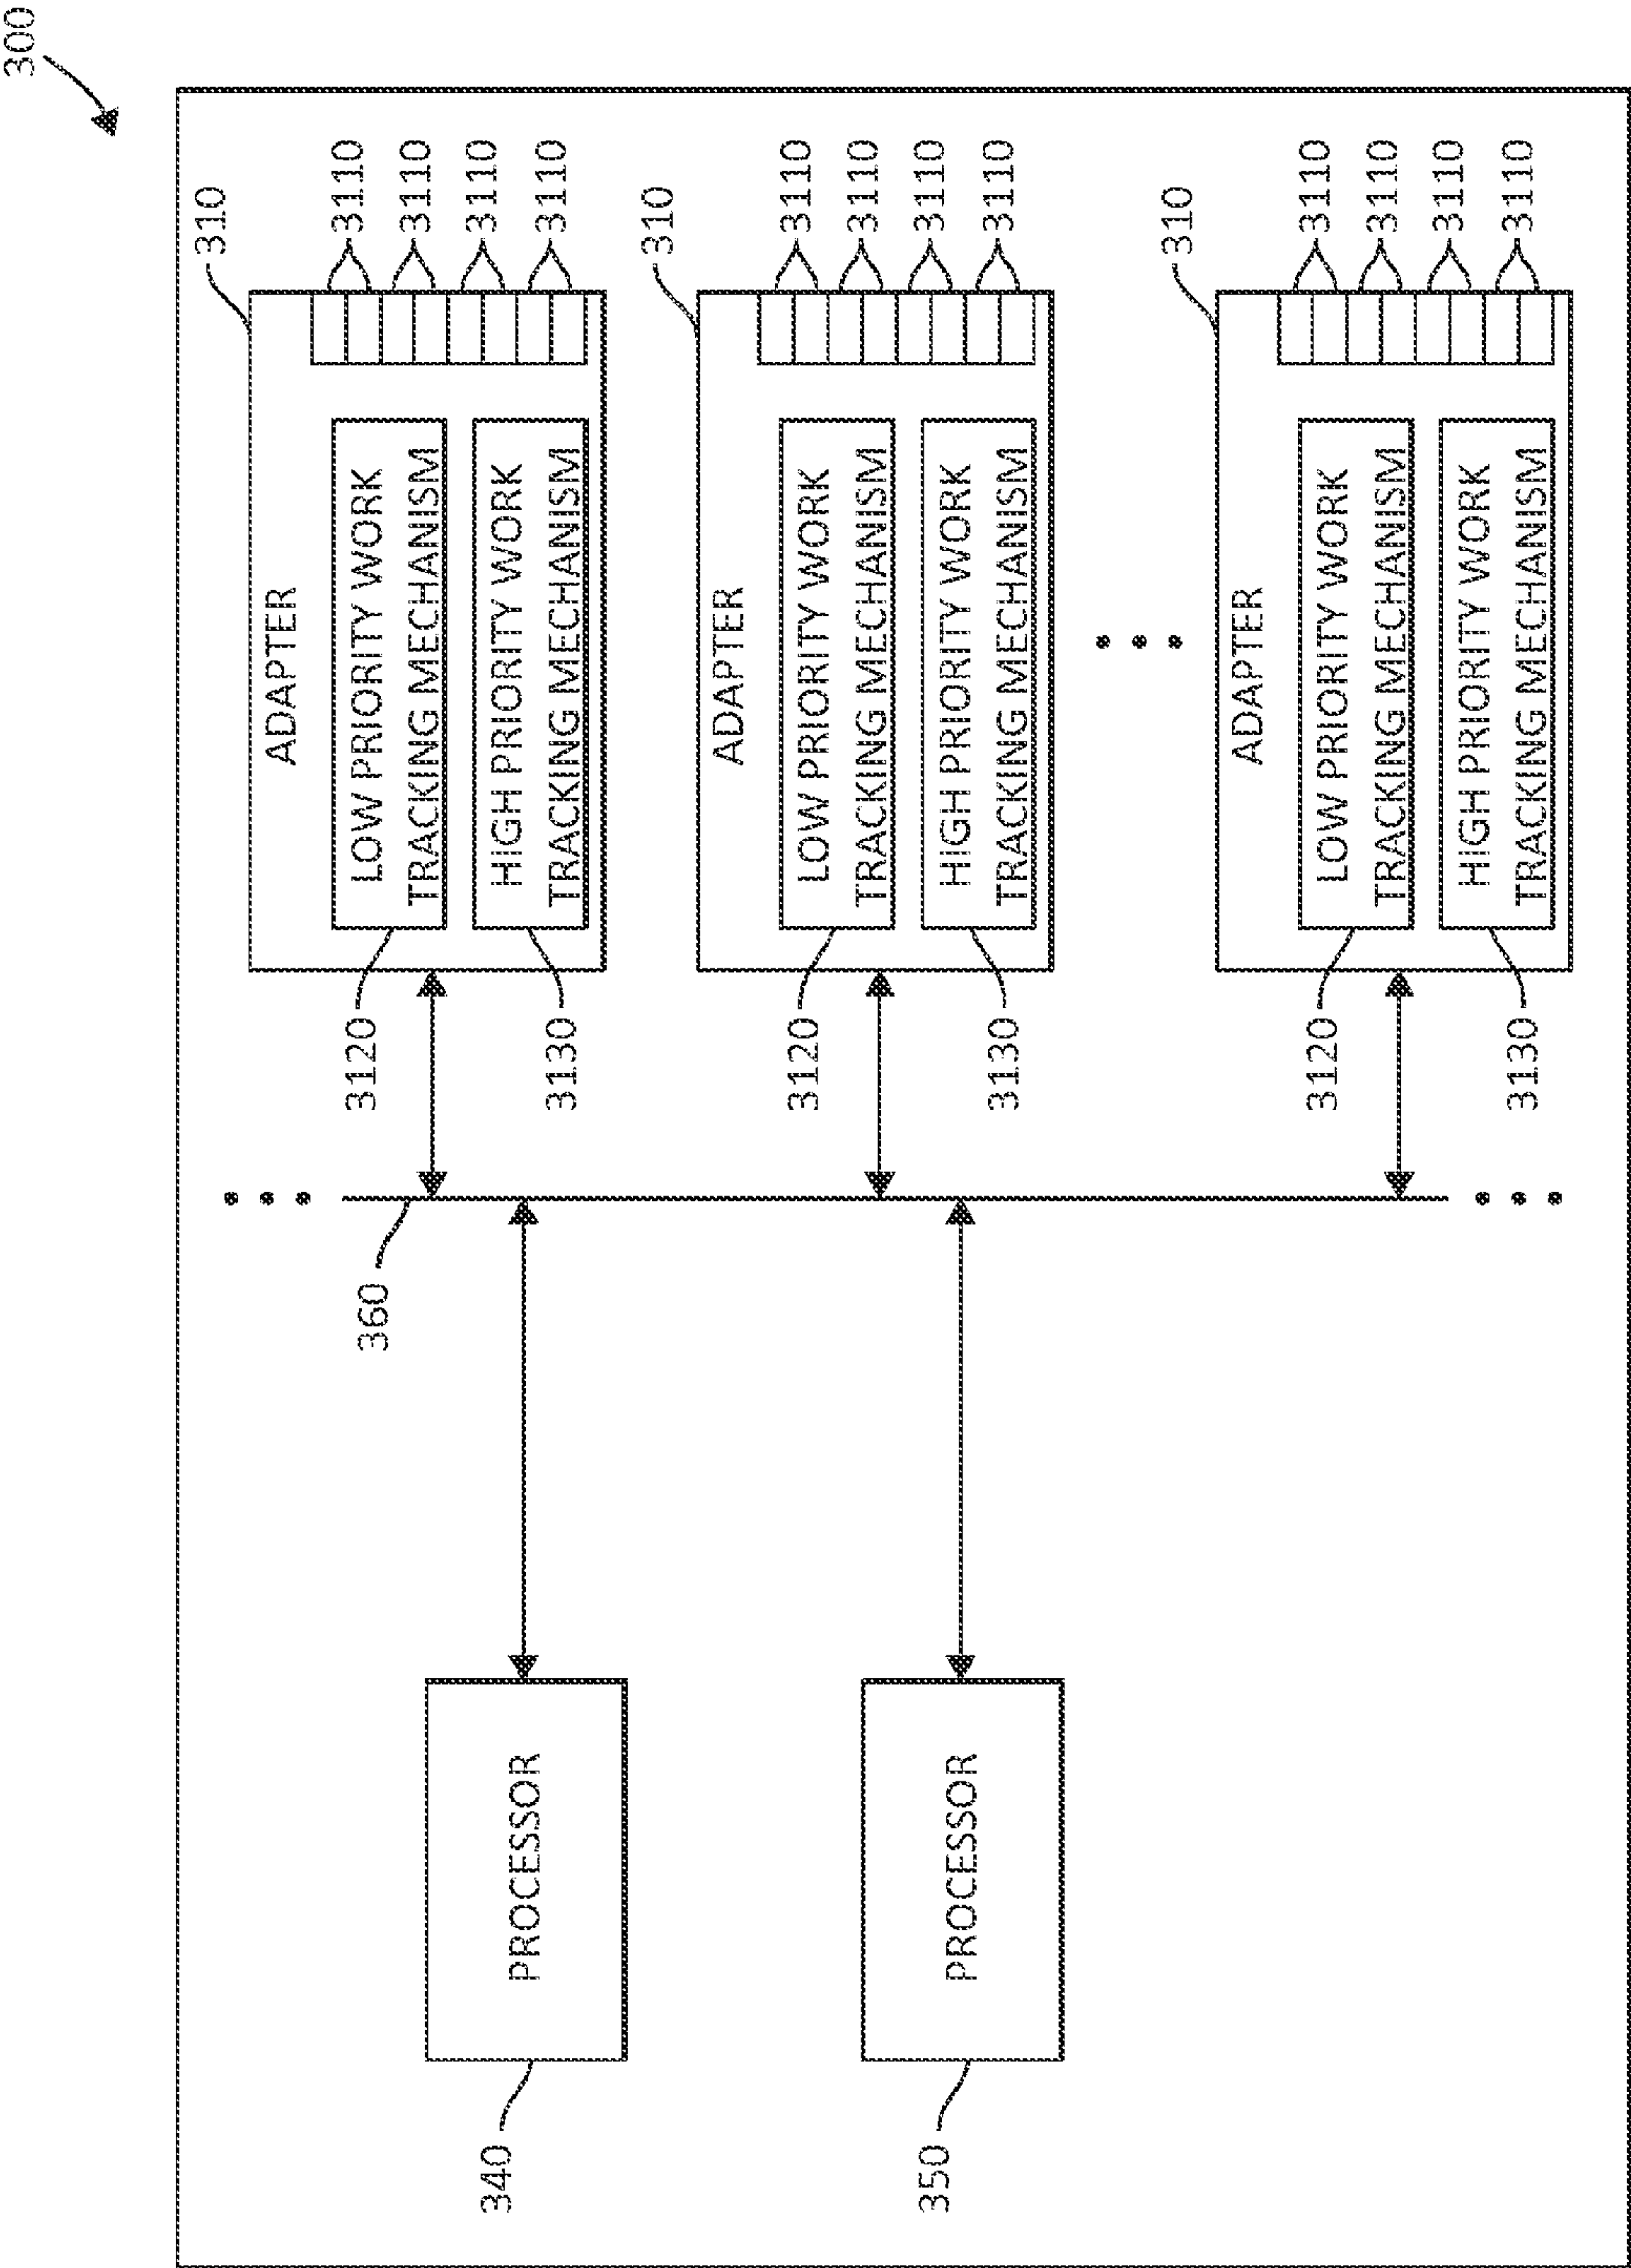 300
310
ADAPTER
3120
LOW PRIORITY WORK
TRACKING MECHANISM
3110
3110
3110
3110
3130
HIGH PRIORITY WORK
TRACKING MECHANISM
360
340
PROCESSOR
310
ADAPTER
3120
LOW PRIORITY WORK
TRACKING MECHANISM
3110
3110
3110
3110
3130
HIGH PRIORITY WORK
TRACKING MECHANISM
350
PROCESSOR
310
ADAPTER
3120
LOW PRIORITY WORK
TRACKING MECHANISM
3110
3110
3110
3110
3130
HIGH PRIORITY WORK
TRACKING MECHANISM